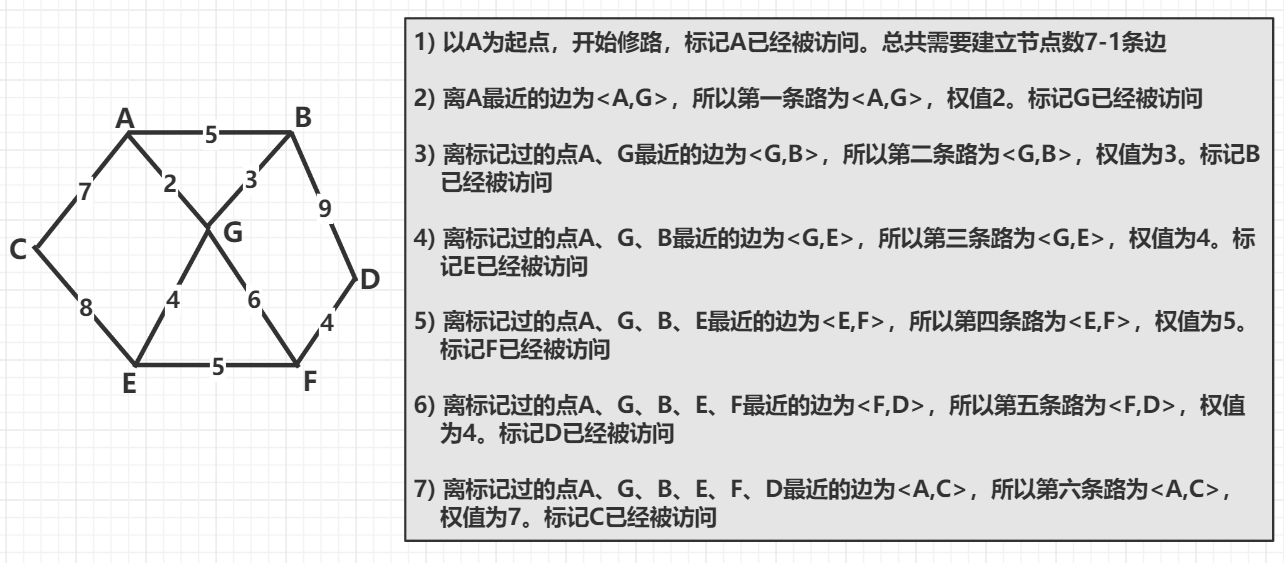 A
B
5
7
2
3
9
C
G
D
8
4
6
4
5
E
F
1) 以A为起点，开始修路，标记A已经被访问。总共需要建立节点数7-1条边
2) 离A最近的边为<A,G>，所以第一条路为<A,G>，权值2。标记G已经被访问
3) 离标记过的点A、G最近的边为<G,B>，所以第二条路为<G,B>，权值为3。标记B
已经被访问
4) 离标记过的点A、G、B最近的边为<G,E>，所以第三条路为<G,E>，权值为4。标
记E已经被访问
5) 离标记过的点A、G、B、E最近的边为<E,F>，所以第四条路为<E,F>，权值为5。
标记F已经被访问
6) 离标记过的点A、G、B、E、F最近的边为<F,D>，所以第五条路为<F,D>，权值
为4。标记D已经被访问
7) 离标记过的点A、G、B、E、F、D最近的边为<A,C>，所以第六条路为<A,C>，
权值为7。标记C已经被访问